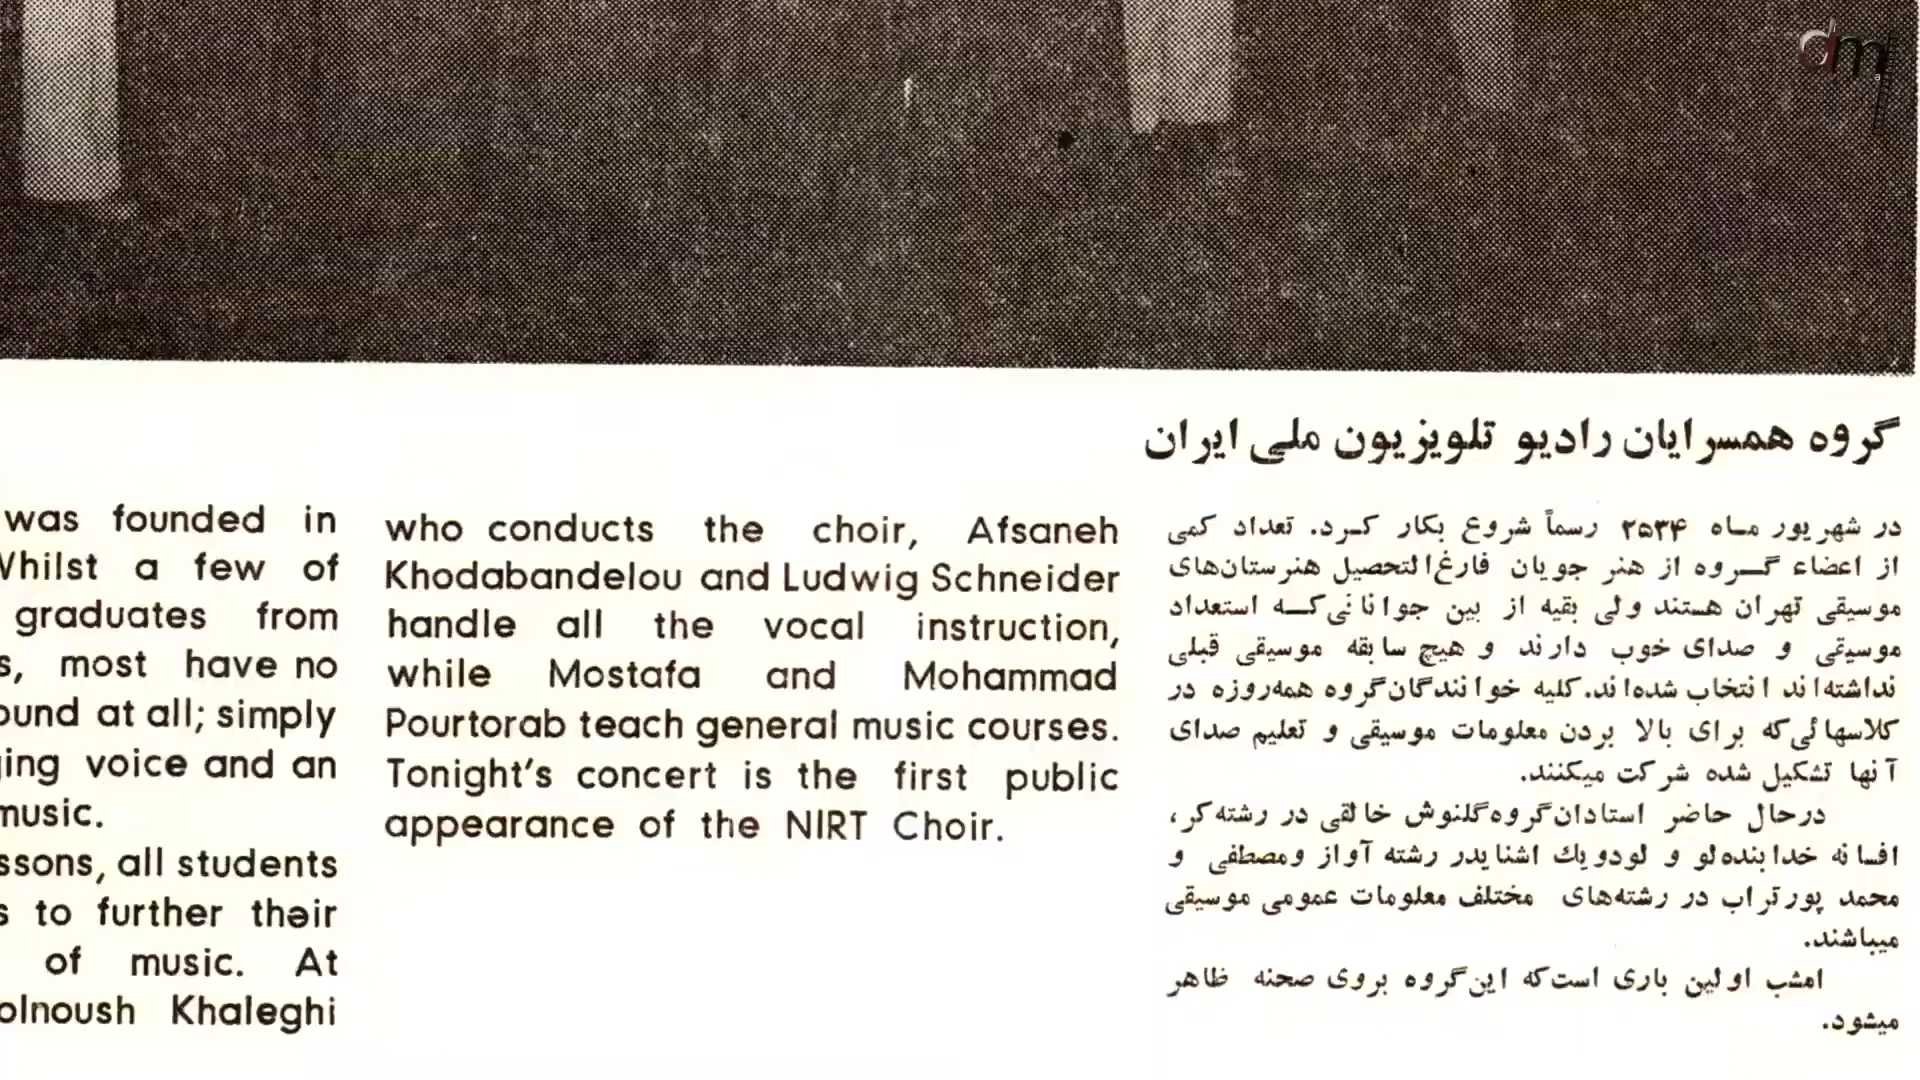 گروه همسرایان رادیو تلویزیون ملی ایران
was founded in
Whilst a few of
graduates from
s, most have no
ound at all; simply
ging voice and an
music.
ssons, all students
s to further their
of music. At
olnoush Khaleghi
who conducts the choir, Afsaneh
Khodabandelou and Ludwig Schneider
handle all the vocal instruction,
while Mostafa and Mohammad
Pourtorab teach general music courses.
Tonight's concert is the first public
appearance of the NIRT Choir.
در شهریور ماه ۲۵۳۴ رسماً شروع بکار کرد. تعداد کمی
از اعضاء گروه از هنر جویان فارغ‌التحصیل هنرستان‌های
موسیقی تهران هستند ولی بقیه از بین جوانانی‌که استعداد
موسیقی و صدای خوب دارند و هیچ سابقه موسیقی قبلی
نداشته‌اند انتخاب شده‌اند. کلیه خوانندگان گروه همه‌روزه در
کلاسهائی‌که برای بالا بردن معلومات موسیقی و تعلیم صدای
آنها تشکیل شده شرکت میکنند.
درحال حاضر استادان گروه گلنوش خالقی در رشته کر،
افسانه خدابنده‌لو و لودویك اشنایدر رشته آواز و مصطفی و
محمد پورتراب در رشته‌های مختلف معلومات عمومی موسیقی
میباشند.
امشب اولین باری است‌که این گروه بروی صحنه ظاهر
میشود.